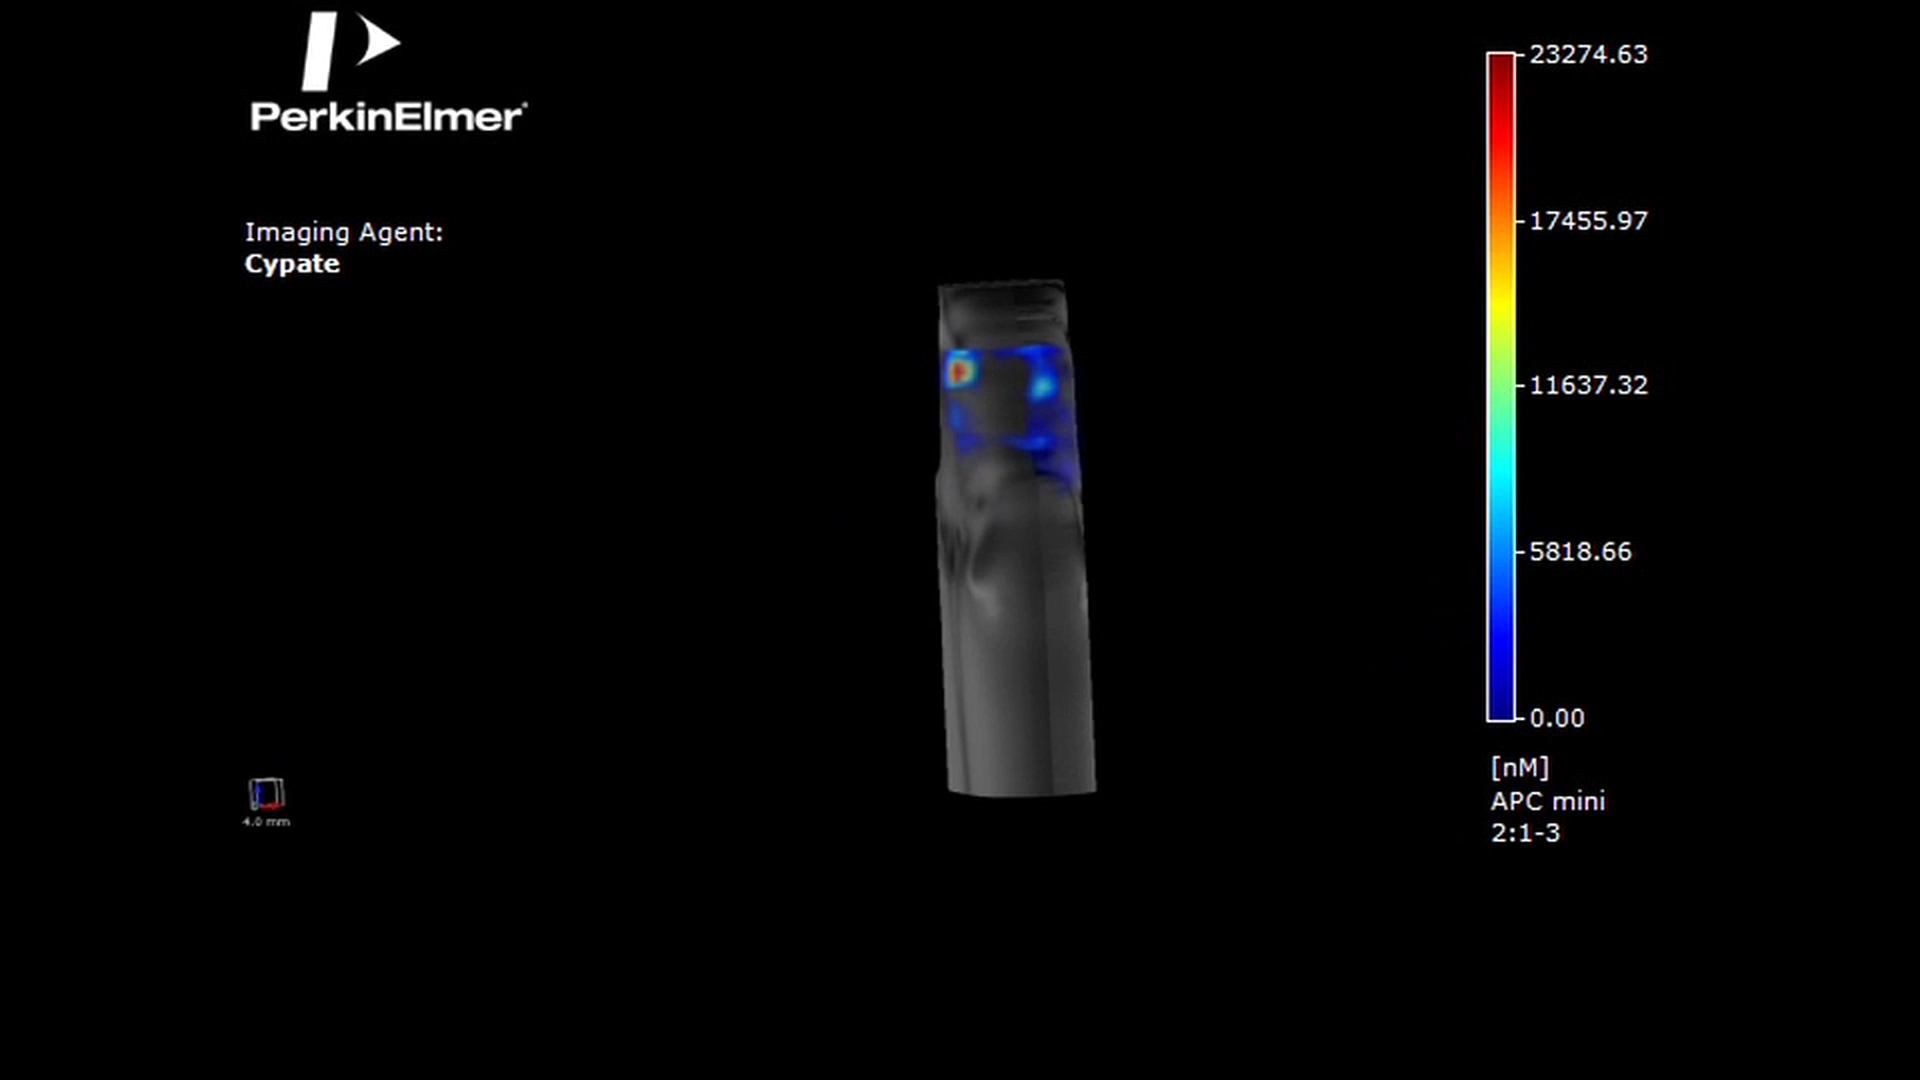 PerkinElmer
Imaging Agent:
Cypate
23274.63
17455.97
11637.32
5818.66
0.00
[nM]
APC mini
2:1-3
4.0 mm